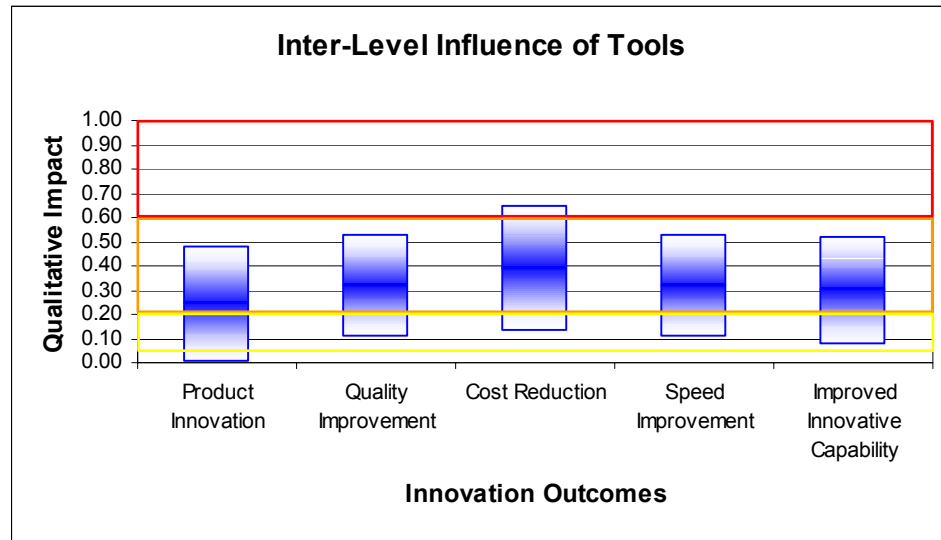 Inter-Level Influence of Tools
Qualitative Impact
1.00
0.90
0.80
0.70
0.60
0.50
0.40
0.30
0.20
0.10
0.00
Product
Innovation
Quality
Improvement
Cost Reduction
Speed
Improvement
Improved
Innovative
Capability
Innovation Outcomes